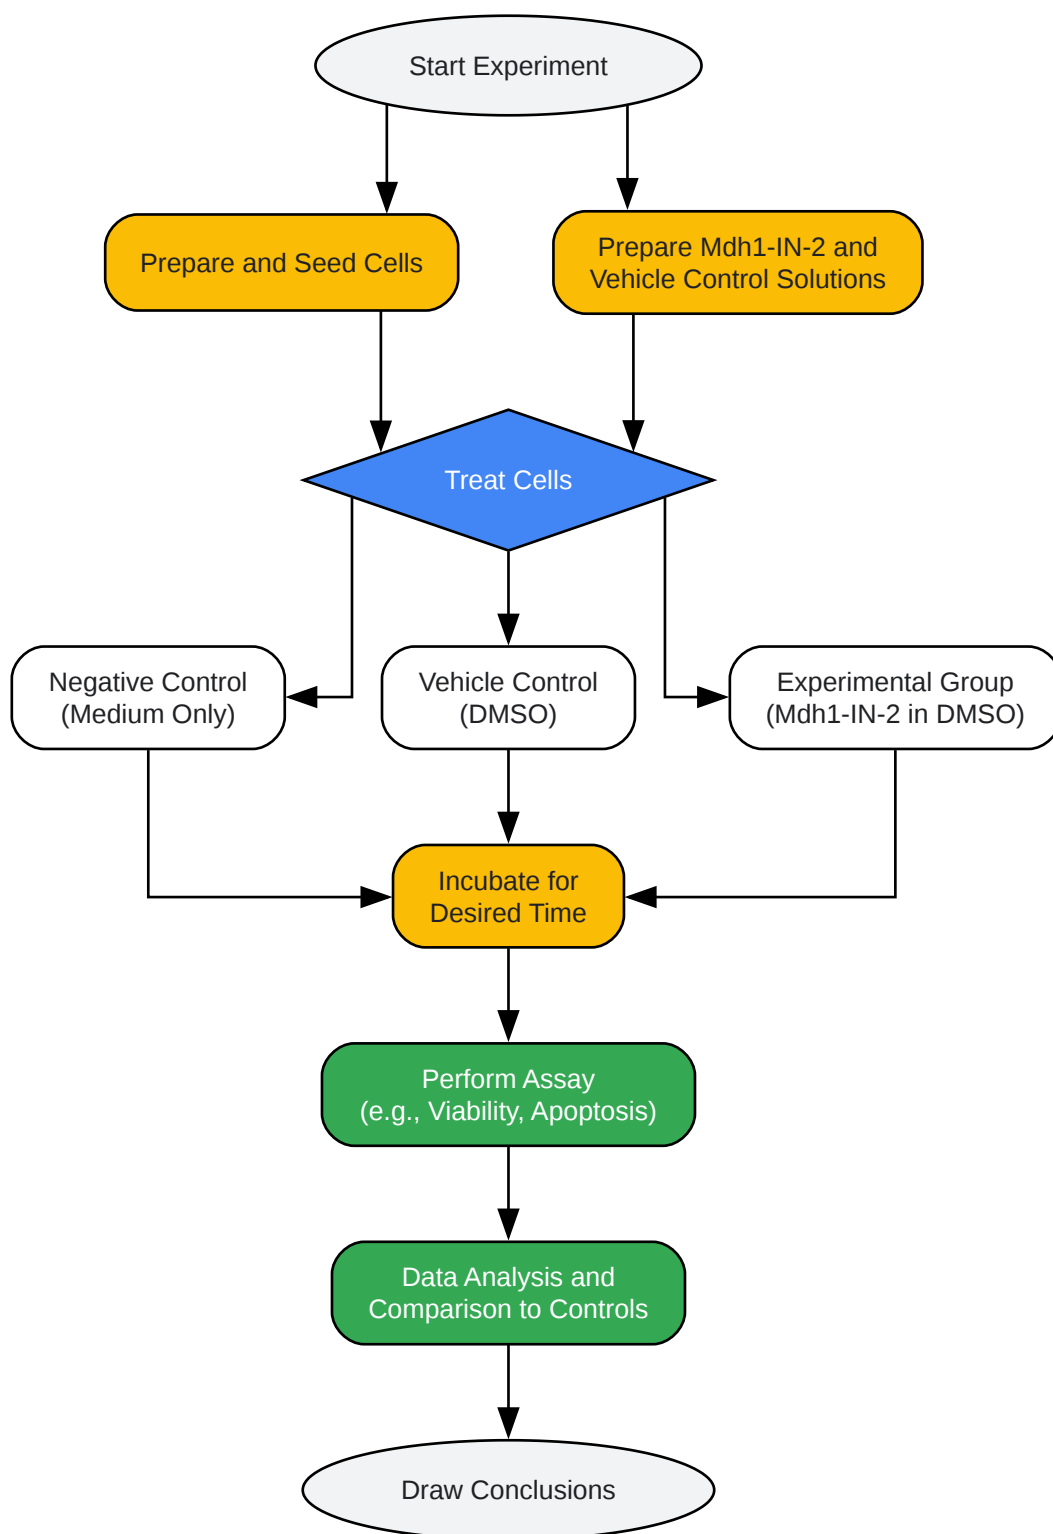 Start Experiment
Prepare and Seed Cells
Prepare Mdh1-IN-2 and
Vehicle Control Solutions
Treat Cells
Negative Control
(Medium Only)
Vehicle Control
(DMSO)
Experimental Group
(Mdh1-IN-2 in DMSO)
Incubate for
Desired Time
Perform Assay
(e.g., Viability, Apoptosis)
Data Analysis and
Comparison to Controls
Draw Conclusions